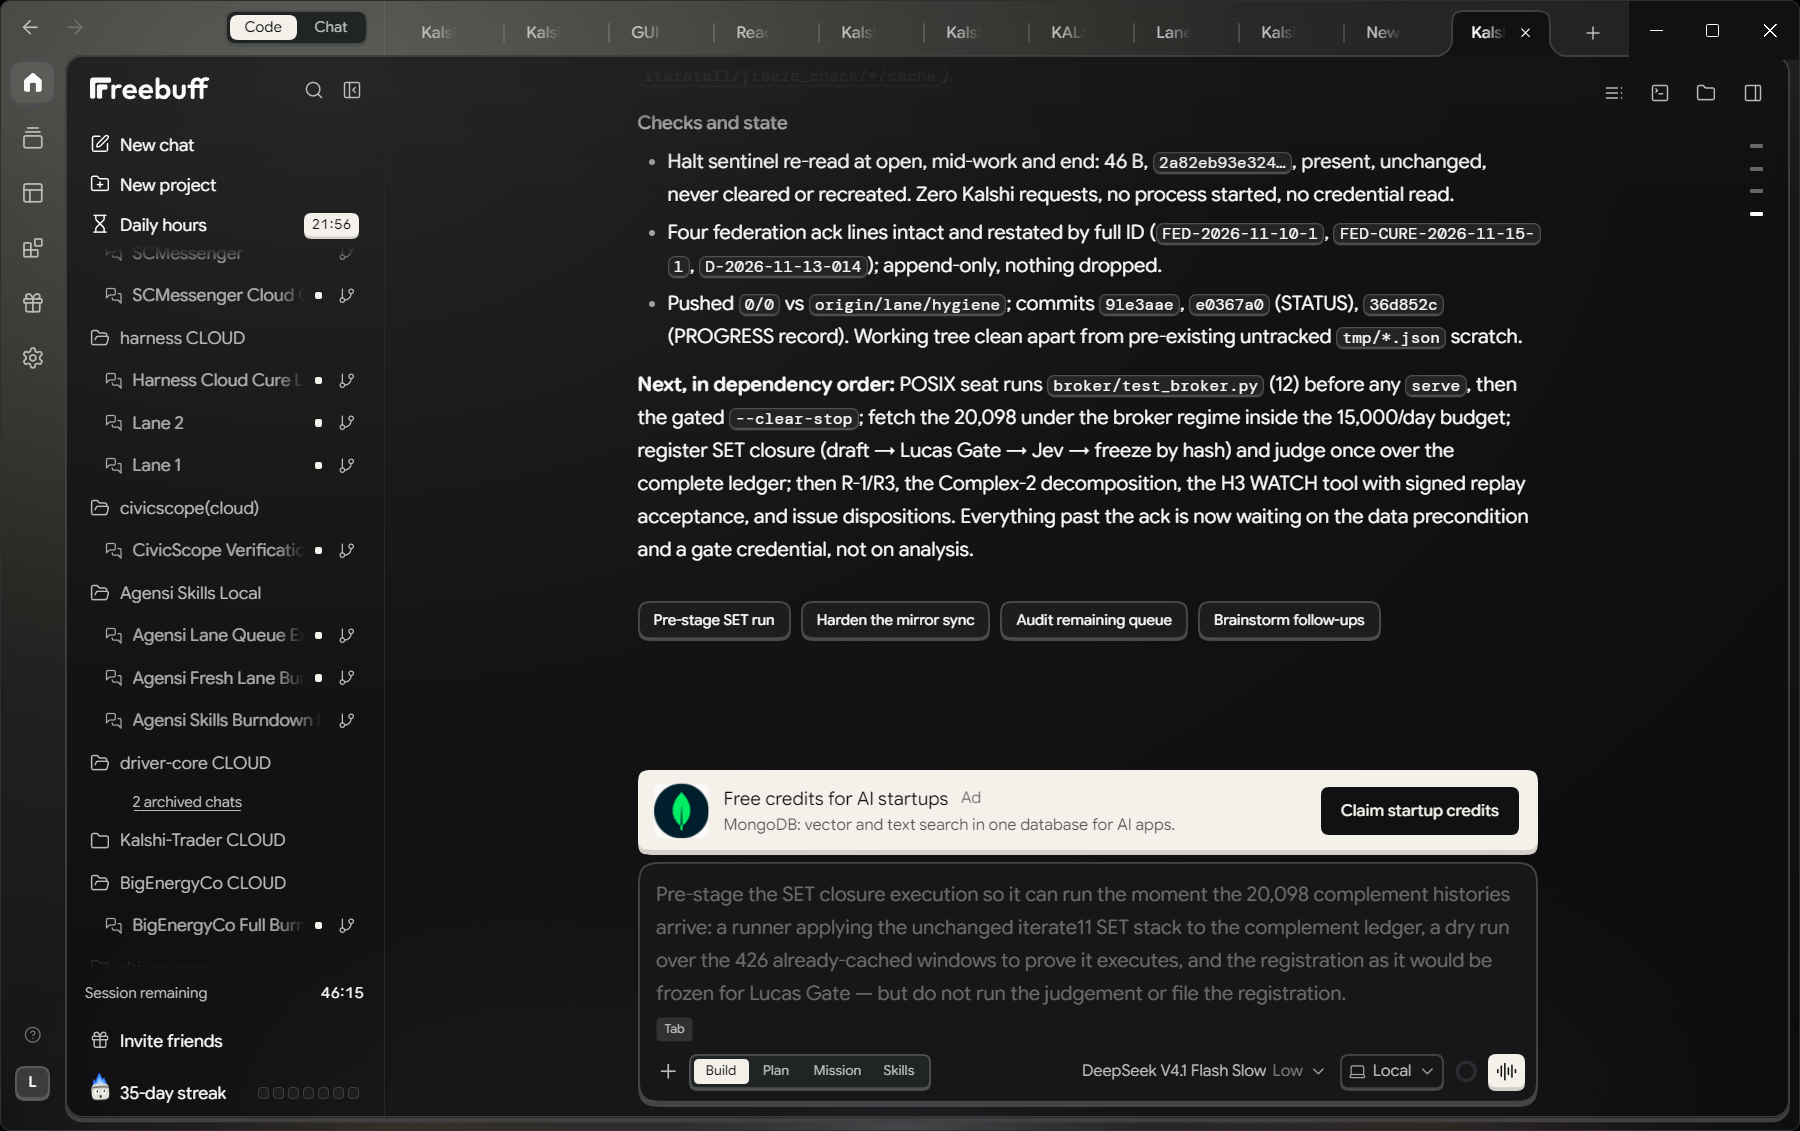 Code
Chat
Kals
Kals
GUI
Rea
Kals
Kals
KAL
Lane
Kals
New
Kals
Freebuff
New chat
New project
Daily hours
21:56
SCMessenger
SCMessenger Cloud
harness CLOUD
Harness Cloud Cure L
Lane 2
Lane 1
civicscope(cloud)
CivicScope Verificatio
Agensi Skills Local
Agensi Lane Queue E
Agensi Fresh Lane Bu
Agensi Skills Burndown
driver-core CLOUD
2 archived chats
Kalshi-Trader CLOUD
BigEnergyCo CLOUD
BigEnergyCo Full Burn
Session remaining
46:15
Invite friends
L
35-day streak
iterate11/freeze_check/*/cache ).
Checks and state
• Halt sentinel re-read at open, mid-work and end: 46 B, 2a82eb93e324…, present, unchanged,
never cleared or recreated. Zero Kalshi requests, no process started, no credential read.
• Four federation ack lines intact and restated by full ID (FED-2026-11-10-1, FED-CURE-2026-11-15-
1, D-2026-11-13-014); append-only, nothing dropped.
• Pushed 0/0 vs origin/lane/hygiene; commits 91e3aae, e0367a0 (STATUS), 36d852c
(PROGRESS record). Working tree clean apart from pre-existing untracked tmp/*.json scratch.
Next, in dependency order: POSIX seat runs broker/test_broker.py (12) before any serve, then
the gated --clear-stop; fetch the 20,098 under the broker regime inside the 15,000/day budget;
register SET closure (draft → Lucas Gate → Jev → freeze by hash) and judge once over the
complete ledger; then R-1/R3, the Complex-2 decomposition, the H3 WATCH tool with signed replay
acceptance, and issue dispositions. Everything past the ack is now waiting on the data precondition
and a gate credential, not on analysis.
Pre-stage SET run
Harden the mirror sync
Audit remaining queue
Brainstorm follow-ups
Free credits for AI startups Ad
MongoDB: vector and text search in one database for AI apps.
Claim startup credits
Pre-stage the SET closure execution so it can run the moment the 20,098 complement histories
arrive: a runner applying the unchanged iterate11 SET stack to the complement ledger, a dry run
over the 426 already-cached windows to prove it executes, and the registration as it would be
frozen for Lucas Gate — but do not run the judgement or file the registration.
Tab
Build
Plan
Mission
Skills
DeepSeek V4.1 Flash Slow Low
Local